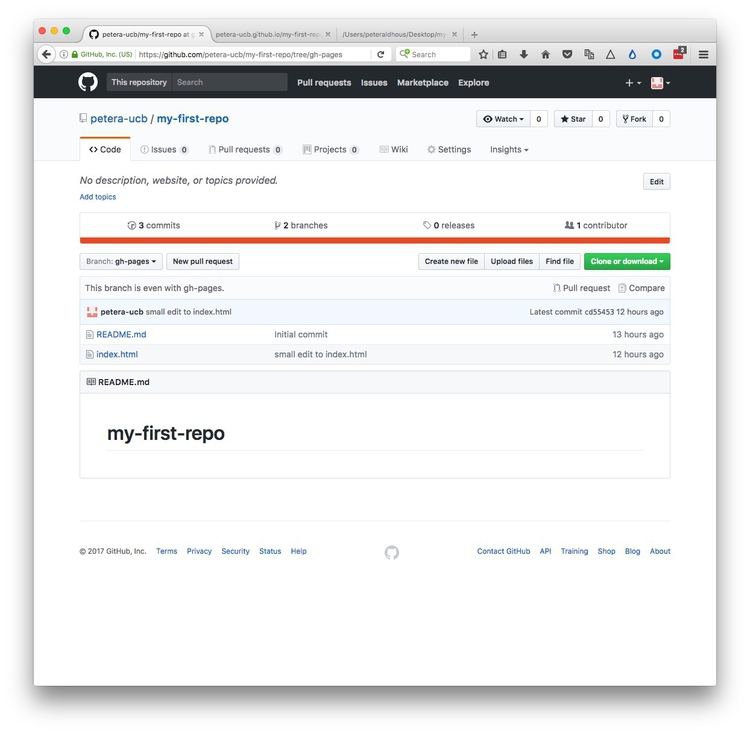 petera-ucb/my-first-repo at g
petera-ucb.github.io/my-first-rep
/Users/peteraldhous/Desktop/my
GitHub, Inc. (US) https://github.com/petera-ucb/my-first-repo/tree/gh-pages Search 2
This repository Search Pull requests Issues Marketplace Explore
petera-ucb / my-first-repo Watch 0 Star 0 Fork 0
Code Issues 0 Pull requests 0 Projects 0 Wiki Settings Insights
No description, website, or topics provided. Edit
Add topics
3 commits 2 branches 0 releases 1 contributor
Branch: gh-pages New pull request Create new file Upload files Find file Clone or download
This branch is even with gh-pages. Pull request Compare
petera-ucb small edit to index.html Latest commit cd55453 12 hours ago
README.md Initial commit 13 hours ago
index.html small edit to index.html 12 hours ago
README.md
my-first-repo
© 2017 GitHub, Inc. Terms Privacy Security Status Help Contact GitHub API Training Shop Blog About